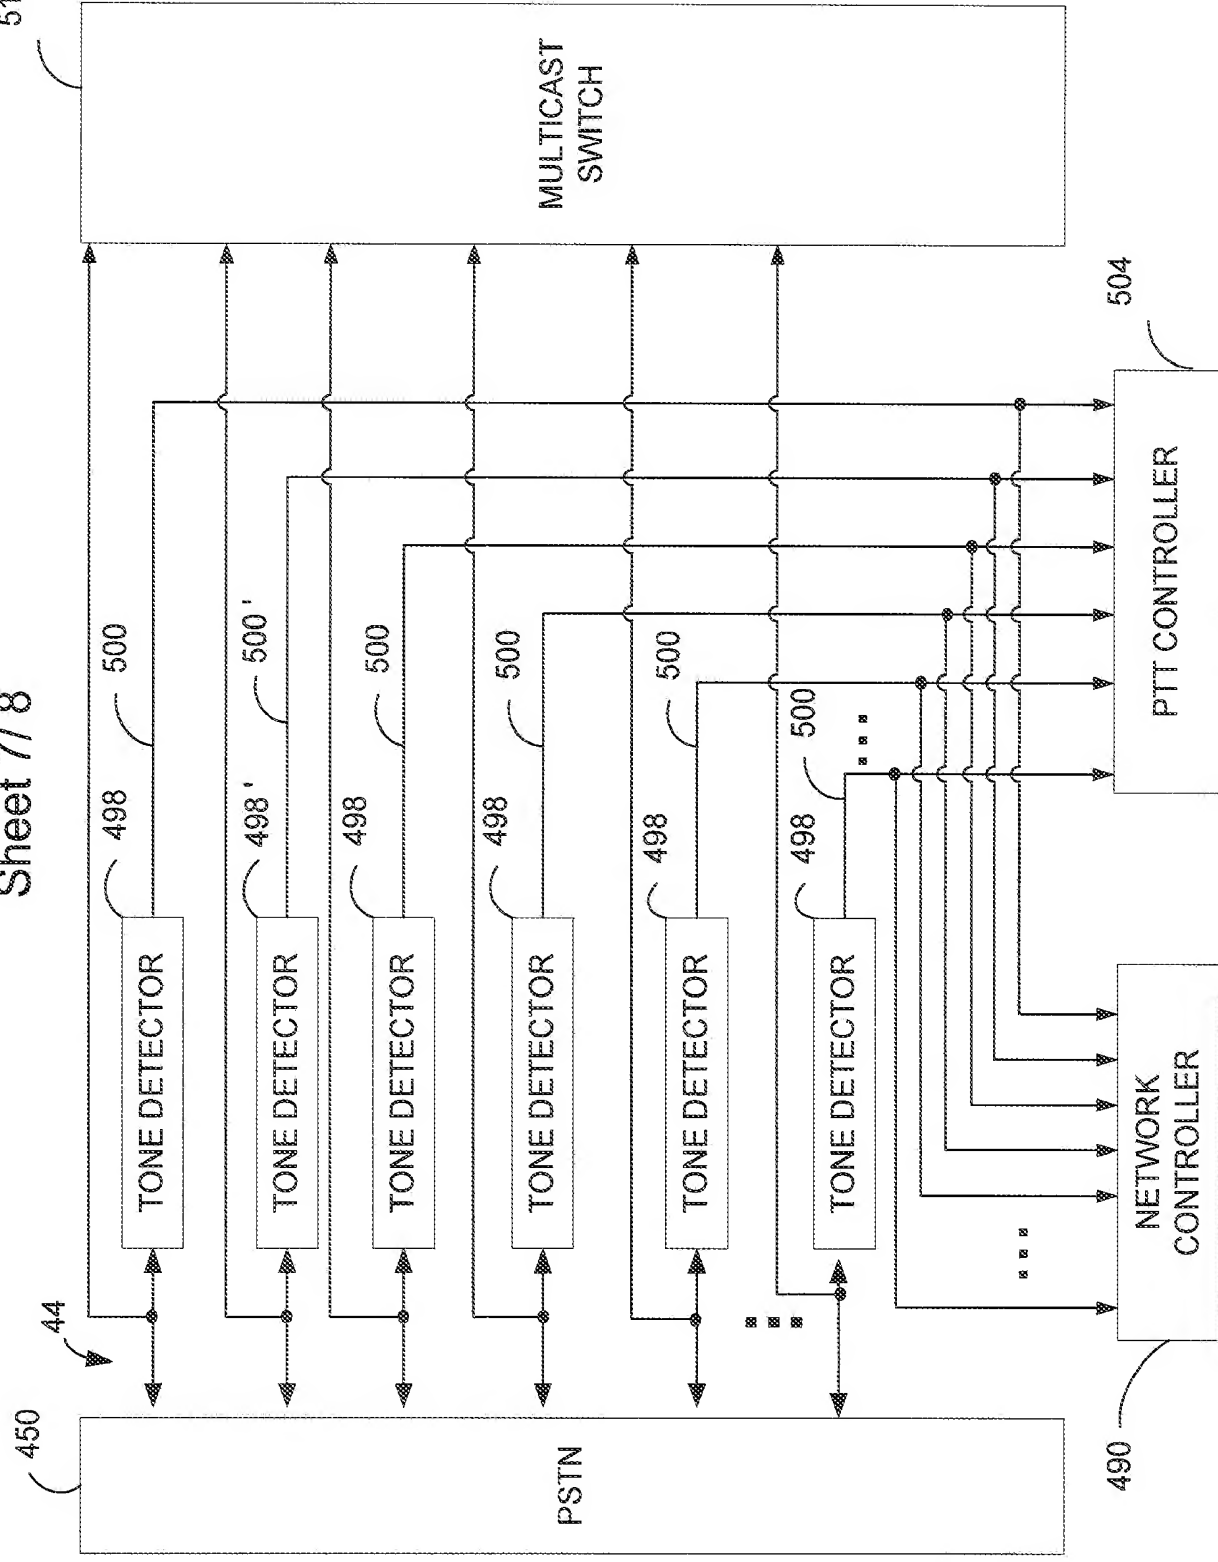 Sheet 7/ 8
450
44
PSTN
498
500
TONE DETECTOR
498 '
500 '
TONE DETECTOR
498
500
TONE DETECTOR
498
500
TONE DETECTOR
498
500
TONE DETECTOR
498
500
TONE DETECTOR
MULTICAST
SWITCH
490
NETWORK
CONTROLLER
504
PTT CONTROLLER